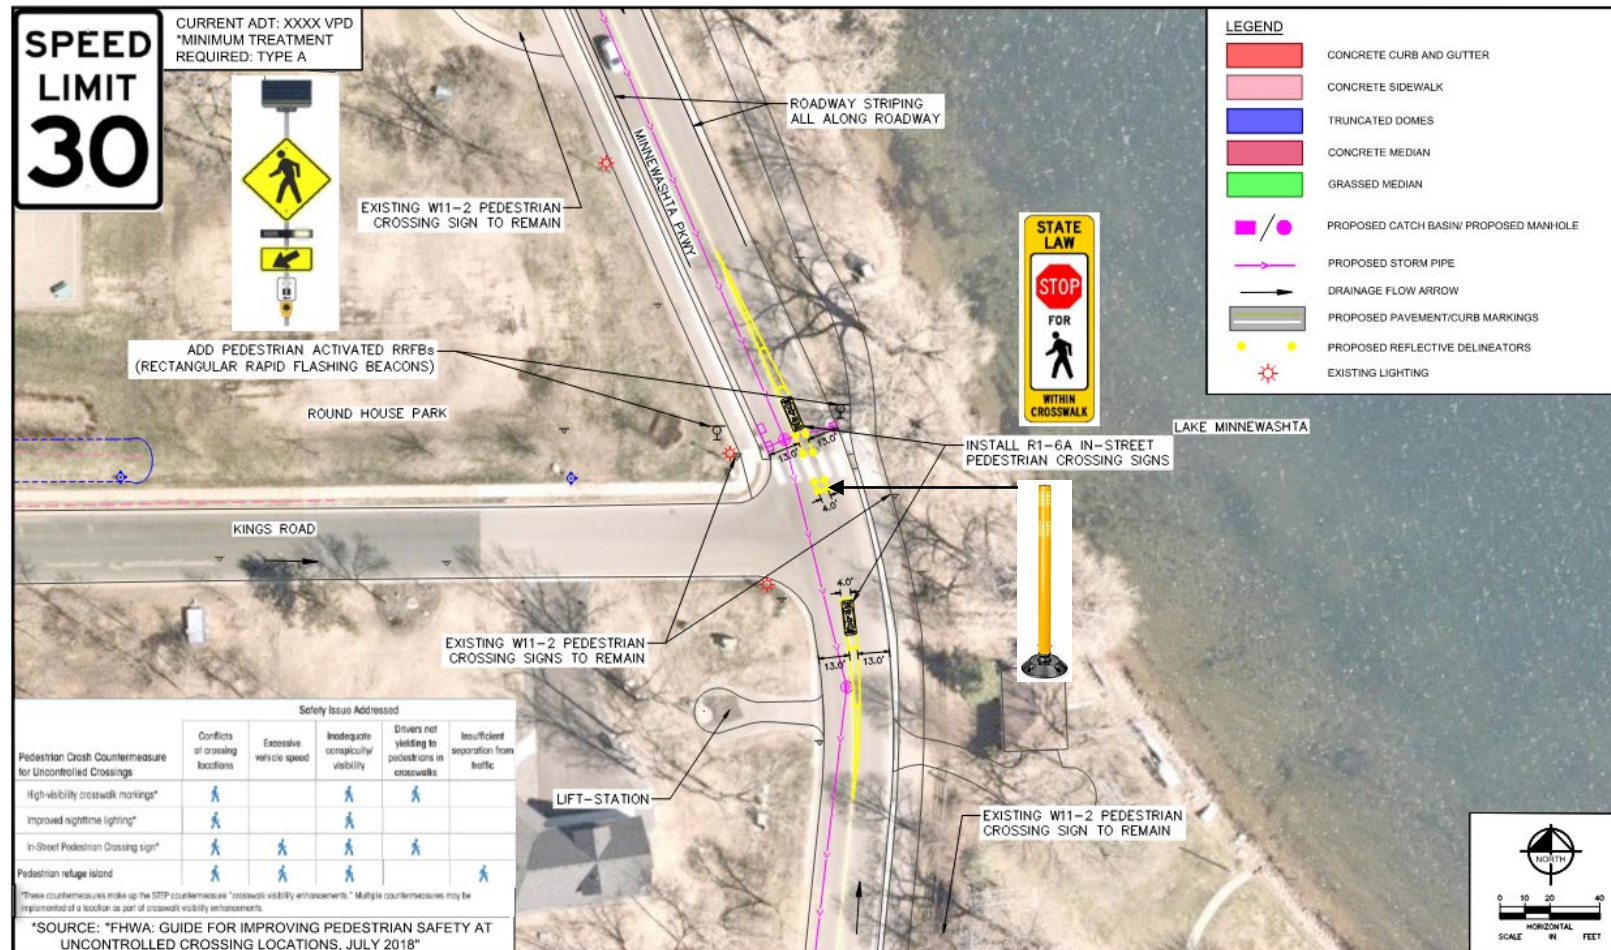 SPEED
LIMIT
30
CURRENT ADT: XXXX VPD
*MINIMUM TREATMENT
REQUIRED: TYPE A
ROADWAY STRIPING
ALL ALONG ROADWAY
MINNEWASHTA PKWY
EXISTING W11-2 PEDESTRIAN
CROSSING SIGN TO REMAIN
ADD PEDESTRIAN ACTIVATED RRFBs
(RECTANGULAR RAPID FLASHING BEACONS)
ROUND HOUSE PARK
KINGS ROAD
13.0'
13.0'
4.0'
INSTALL R1-6A IN-STREET
PEDESTRIAN CROSSING SIGNS
STATE
LAW
STOP
FOR
WITHIN
CROSSWALK
LAKE MINNEWASHTA
4.0'
13.0'
13.0'
EXISTING W11-2 PEDESTRIAN
CROSSING SIGNS TO REMAIN
LIFT-STATION
EXISTING W11-2 PEDESTRIAN
CROSSING SIGN TO REMAIN
LEGEND
CONCRETE CURB AND GUTTER
CONCRETE SIDEWALK
TRUNCATED DOMES
CONCRETE MEDIAN
GRASSED MEDIAN
PROPOSED CATCH BASIN/ PROPOSED MANHOLE
PROPOSED STORM PIPE
DRAINAGE FLOW ARROW
PROPOSED PAVEMENT/CURB MARKINGS
PROPOSED REFLECTIVE DELINEATORS
EXISTING LIGHTING
Safety Issue Addressed
Pedestrian Crash Countermeasure
for Uncontrolled Crossings
Conflicts
at crossing
locations
Excessive
vehicle speed
Inadequate
conspicuity/
visibility
Drivers not
yielding to
pedestrians in
crosswalks
Insufficient
separation from
traffic
High-visibility crosswalk markings*
Improved nighttime lighting*
In-Street Pedestrian Crossing sign*
Pedestrian refuge island
*These countermeasures make up the STEP countermeasure "crosswalk visibility enhancements." Multiple countermeasures may be
implemented at a location as part of crosswalk visibility enhancements.
*SOURCE: "FHWA: GUIDE FOR IMPROVING PEDESTRIAN SAFETY AT
UNCONTROLLED CROSSING LOCATIONS, JULY 2018"
NORTH
0 10 20 40
HORIZONTAL
SCALE IN FEET